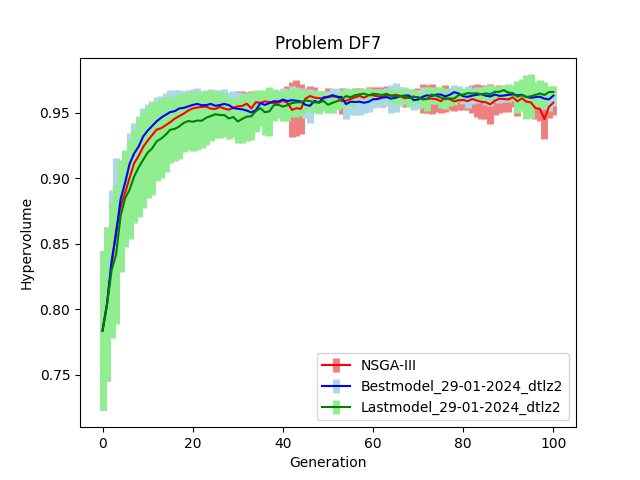 Problem DF7
Hypervolume
0.95
0.90
0.85
0.80
0.75
0 20 40 60 80 100
Generation
NSGA-III
Bestmodel_29-01-2024_dtlz2
Lastmodel_29-01-2024_dtlz2